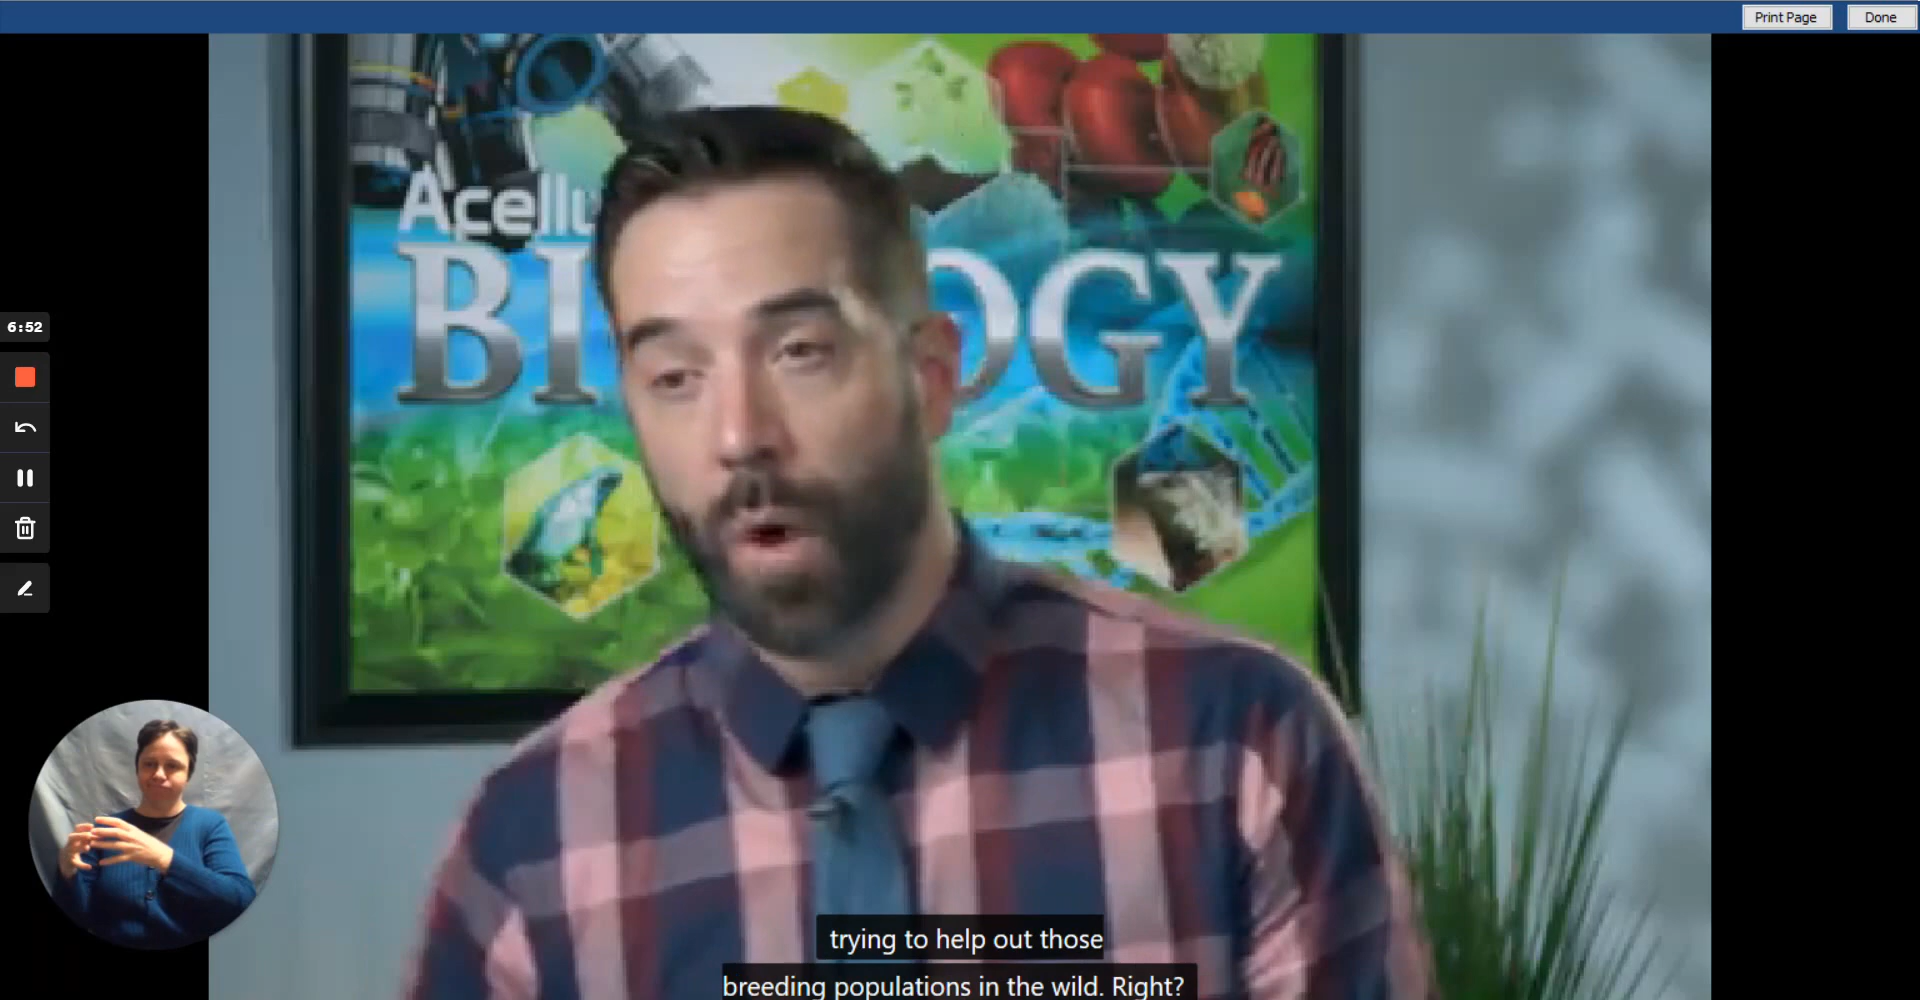 Print Page
Done
Acellu
BI OGY
6:52
trying to help out those
breeding populations in the wild. Right?